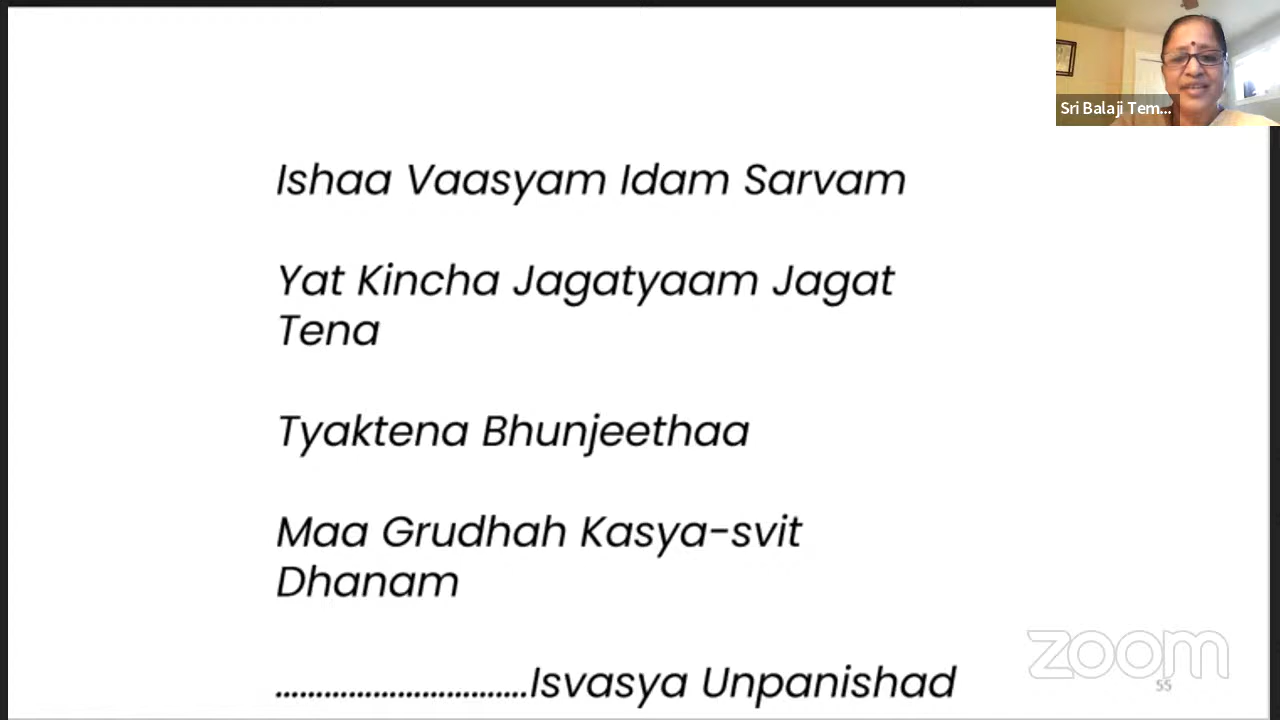 Sri Balaji Tem...
Ishaa Vaasyam Idam Sarvam
Yat Kincha Jagatyaam Jagat
Tena
Tyaktena Bhunjeethaa
Maa Grudhah Kasya-svit
Dhanam
..............................Isvasya Unpanishad
zoom
55